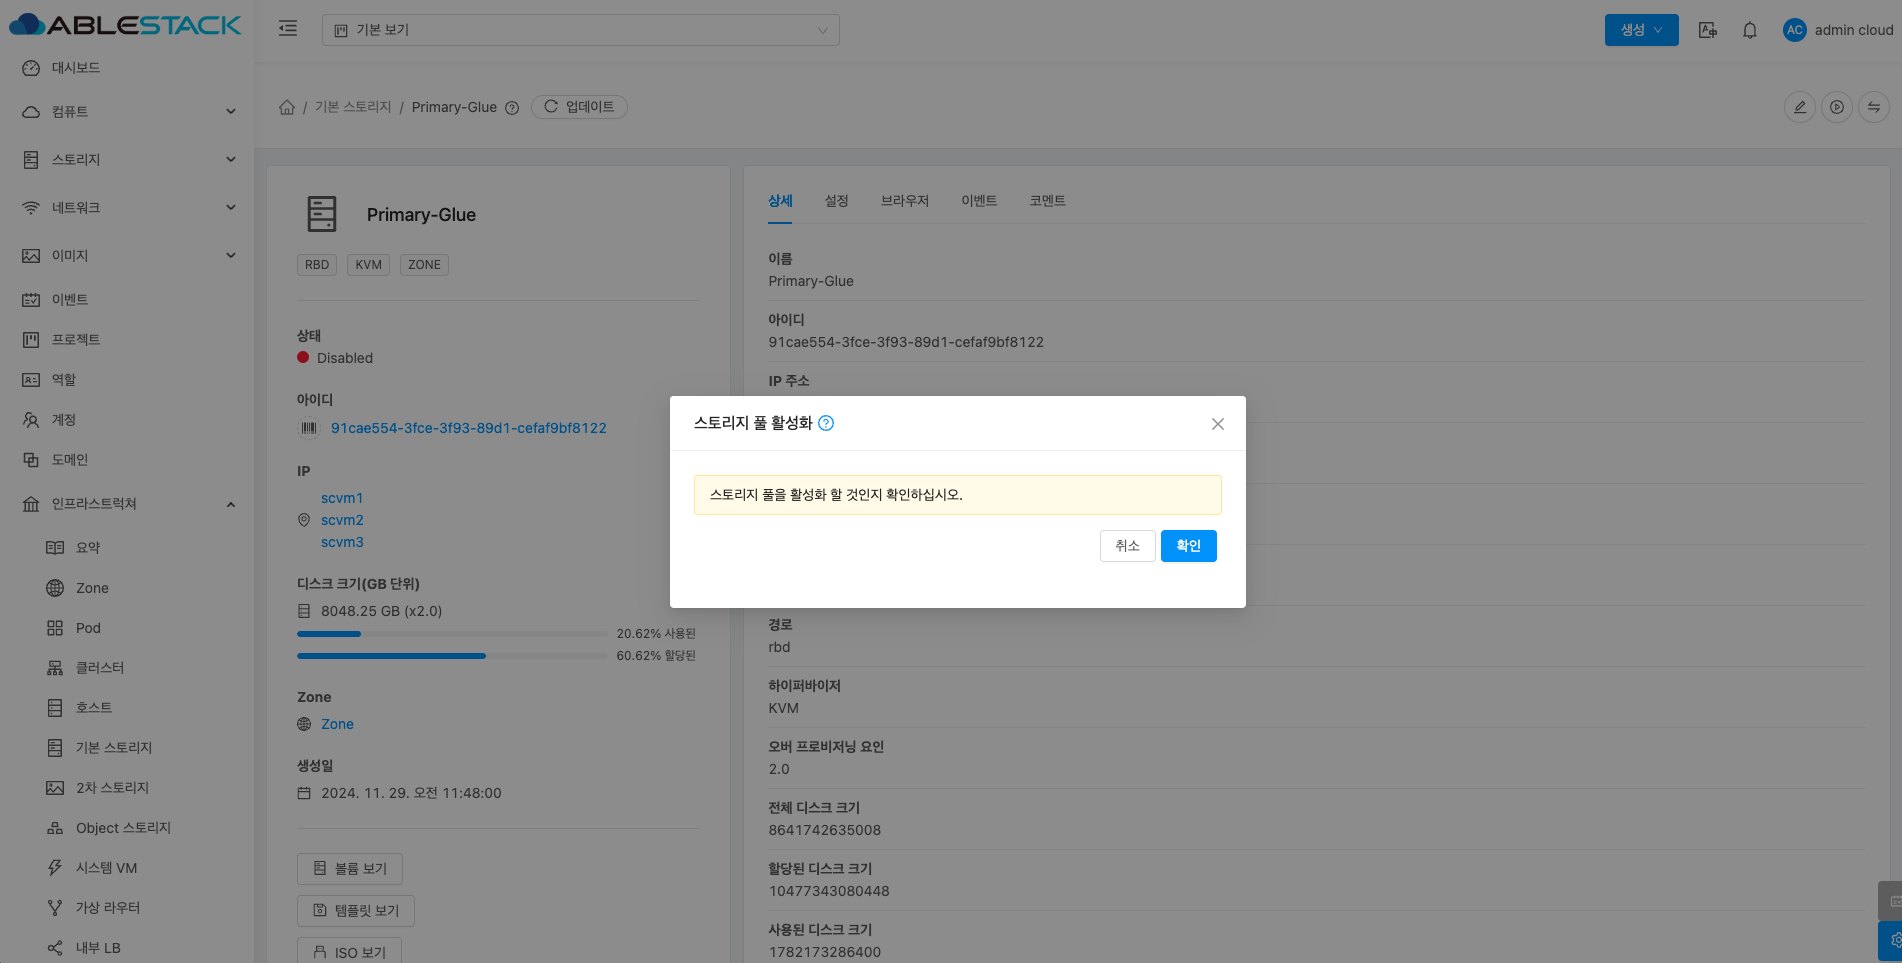 ABLESTACK
기본 보기
생성
AC
admin cloud
대시보드
컴퓨트
스토리지
네트워크
이미지
이벤트
프로젝트
역할
계정
도메인
인프라스트럭쳐
요약
Zone
Pod
클러스터
호스트
기본 스토리지
2차 스토리지
Object 스토리지
시스템 VM
가상 라우터
내부 LB
/ 기본 스토리지 / Primary-Glue
업데이트
Primary-Glue
RBD
KVM
ZONE
상태
Disabled
아이디
91cae554-3fce-3f93-89d1-cefaf9bf8122
IP
scvm1
scvm2
scvm3
디스크 크기(GB 단위)
8048.25 GB (x2.0)
20.62% 사용된
60.62% 할당된
Zone
Zone
생성일
2024. 11. 29. 오전 11:48:00
볼륨 보기
템플릿 보기
ISO 보기
상세
설정
브라우저
이벤트
코멘트
이름
Primary-Glue
아이디
91cae554-3fce-3f93-89d1-cefaf9bf8122
IP 주소
스토리지 풀 활성화
스토리지 풀을 활성화 할 것인지 확인하십시오.
취소
확인
경로
rbd
하이퍼바이저
KVM
오버 프로비저닝 요인
2.0
전체 디스크 크기
8641742635008
할당된 디스크 크기
10477343080448
사용된 디스크 크기
1782173286400